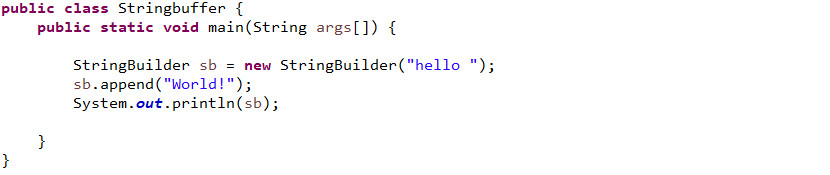 public class Stringbuffer {
    public static void main(String args[]) {
        StringBuilder sb = new StringBuilder("hello ");
        sb.append("World!");
        System.out.println(sb);
    }
}